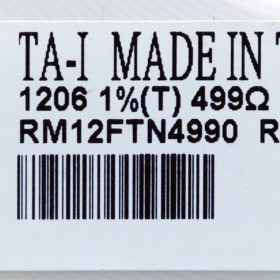 TA-I MADE IN T
1206 1%(T) 499Ω
RM12FTN4990 R